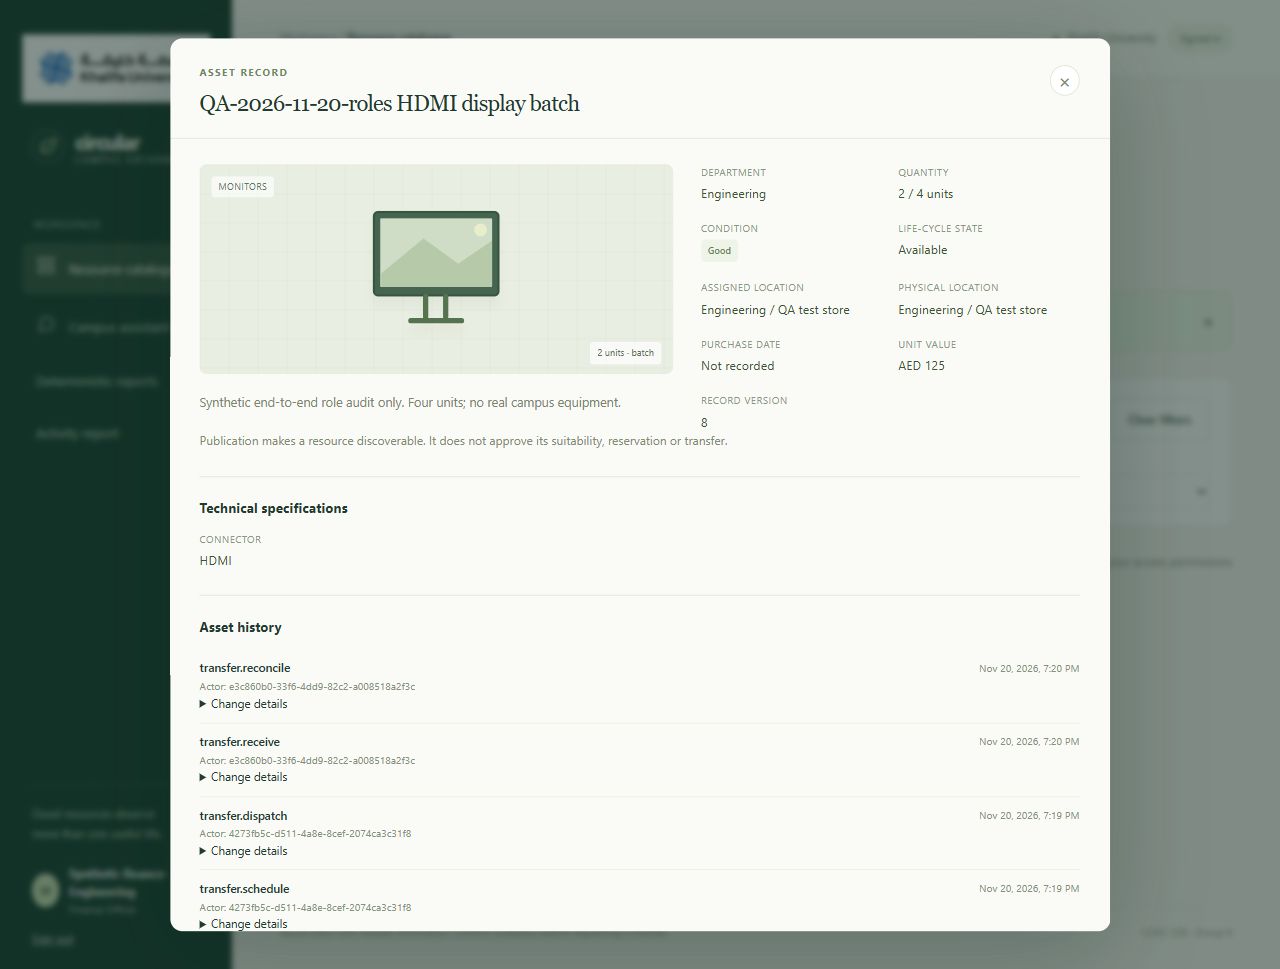 ASSET RECORD
QA-2026-11-20-roles HDMI display batch
×
MONITORS
2 units · batch
DEPARTMENT
Engineering
QUANTITY
2 / 4 units
CONDITION
Good
LIFE-CYCLE STATE
Available
ASSIGNED LOCATION
Engineering / QA test store
PHYSICAL LOCATION
Engineering / QA test store
PURCHASE DATE
Not recorded
UNIT VALUE
AED 125
RECORD VERSION
8
Synthetic end-to-end role audit only. Four units; no real campus equipment.
Publication makes a resource discoverable. It does not approve its suitability, reservation or transfer.
Technical specifications
CONNECTOR
HDMI
Asset history
transfer.reconcile
Nov 20, 2026, 7:20 PM
Actor: e3c860b0-33f6-4dd9-82c2-a008518a2f3c
▶ Change details
transfer.receive
Nov 20, 2026, 7:20 PM
Actor: e3c860b0-33f6-4dd9-82c2-a008518a2f3c
▶ Change details
transfer.dispatch
Nov 20, 2026, 7:19 PM
Actor: 4273fb5c-d511-4a8e-8cef-2074ca3c31f8
▶ Change details
transfer.schedule
Nov 20, 2026, 7:19 PM
Actor: 4273fb5c-d511-4a8e-8cef-2074ca3c31f8
▶ Change details
circular
Activity report